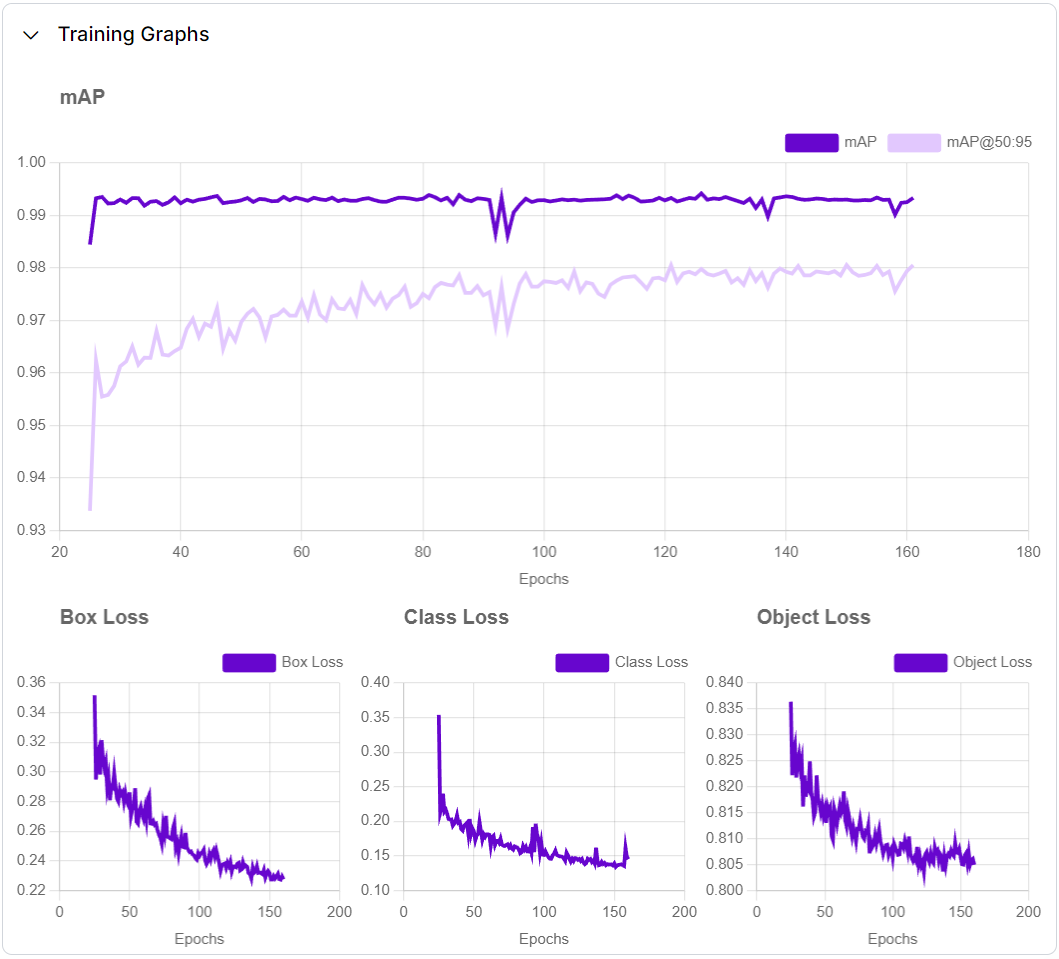 Training Graphs
mAP
mAP mAP@50:95
1.00
0.99
0.98
0.97
0.96
0.95
0.94
0.93
20 40 60 80 100 120 140 160 180
Epochs
Box Loss
Box Loss
0.36
0.34
0.32
0.30
0.28
0.26
0.24
0.22
0 50 100 150 200
Epochs
Class Loss
Class Loss
0.40
0.35
0.30
0.25
0.20
0.15
0.10
0 50 100 150 200
Epochs
Object Loss
Object Loss
0.840
0.835
0.830
0.825
0.820
0.815
0.810
0.805
0.800
0 50 100 150 200
Epochs